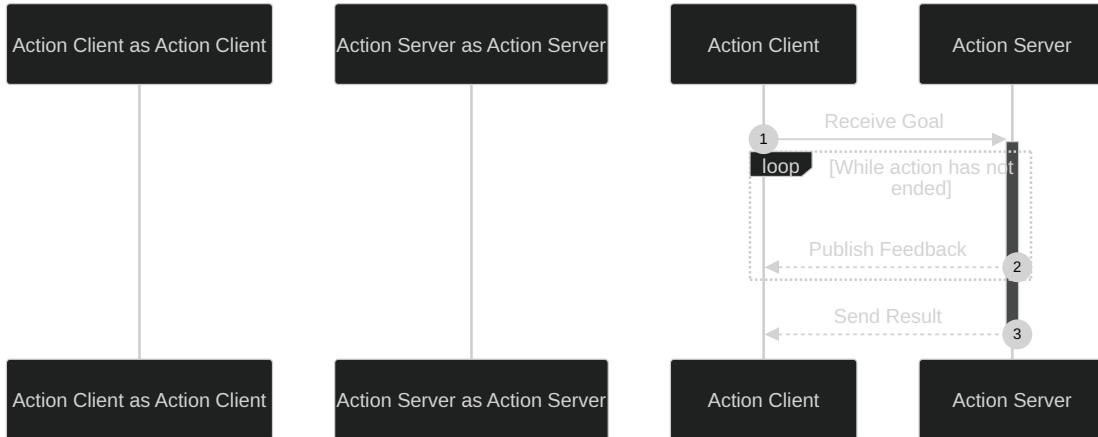 Action Client as Action Client
Action Server as Action Server
Action Client
Action Server
Receive Goal
1
loop
[While action has not
ended]
Publish Feedback
2
Send Result
3
Action Client as Action Client
Action Server as Action Server
Action Client
Action Server